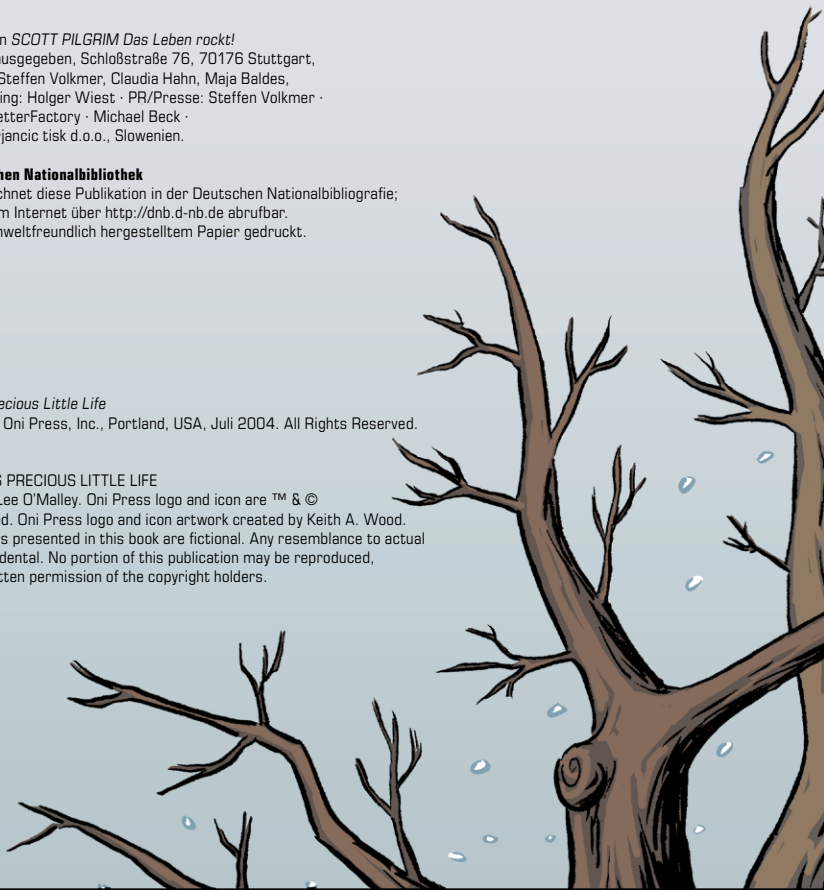 n SCOTT PILGRIM Das Leben rockt!
usgegeben, Schloßstraße 76, 70176 Stuttgart,
Steffen Volkmer, Claudia Hahn, Maja Baldes,
ing: Holger Wiest · PR/Presse: Steffen Volkmer ·
etterFactory · Michael Beck ·
jancic tisk d.o.o., Slowenien.
hen Nationalbibliothek
chnet diese Publikation in der Deutschen Nationalbibliografie;
m Internet über http://dnb.d-nb.de abrufbar.
mweltfreundlich hergestelltem Papier gedruckt.
ecious Little Life
Oni Press, Inc., Portland, USA, Juli 2004. All Rights Reserved.
S PRECIOUS LITTLE LIFE
Lee O'Malley. Oni Press logo and icon are ™ & ©
d. Oni Press logo and icon artwork created by Keith A. Wood.
rs presented in this book are fictional. Any resemblance to actual
dental. No portion of this publication may be reproduced,
tten permission of the copyright holders.